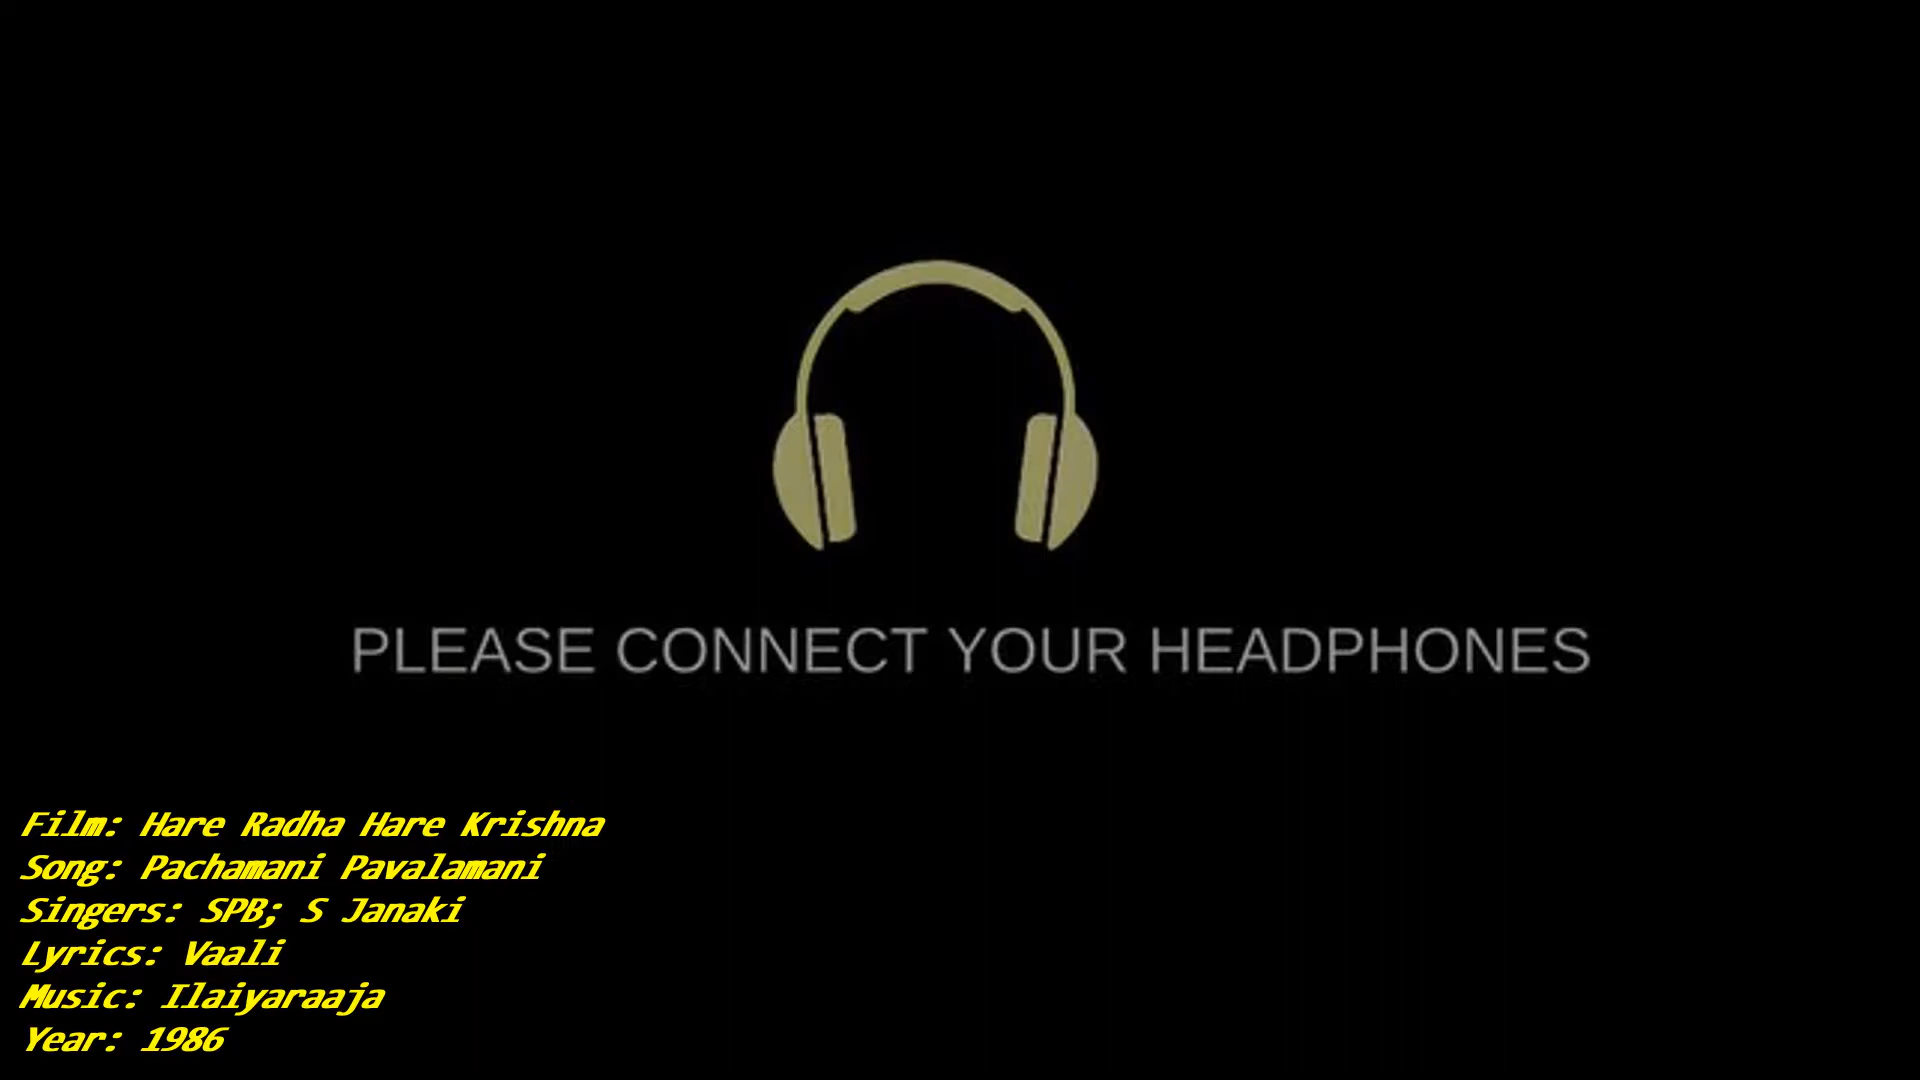 PLEASE CONNECT YOUR HEADPHONES
Film: Hare Radha Hare Krishna
Song: Pachamani Pavalamani
Singers: SPB; S Janaki
Lyrics: Vaali
Music: Ilaiyaraaja
Year: 1986